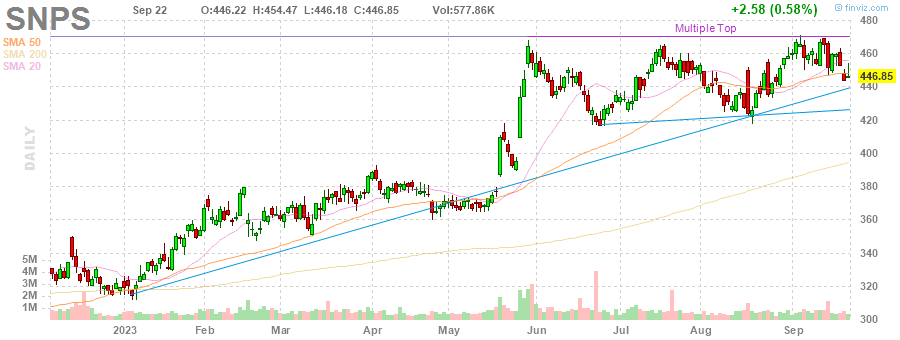 SNPS
Sep 22 O:446.22 H:454.47 L:446.18 C:446.85 Vol:577.86K +2.58 (0.58%)
© finviz.com
SMA 50
SMA 200
SMA 20
Multiple Top
DAILY
480
460
446.85
440
420
400
380
360
340
320
300
5M
4M
3M
2M
1M
2023 Feb Mar Apr May Jun Jul Aug Sep